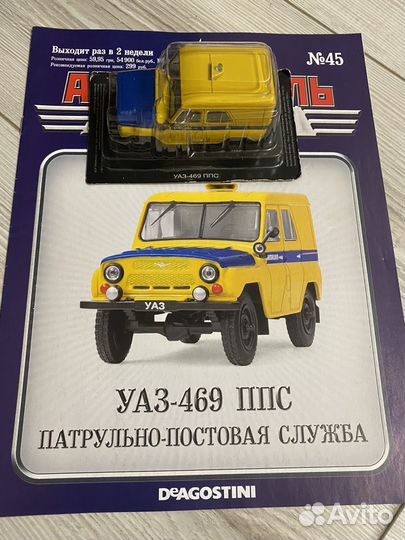 Выходит раз в 2 недели
Розничная цена: 59,95 грн, 54 900 бел. руб.,
Рекомендуемая розничная цена: 299 руб.
№45
УАЗ-469 ППС
УАЗ
УАЗ-469 ППС
ПАТРУЛЬНО-ПОСТОВАЯ СЛУЖБА
DeAGOSTINI
Avito